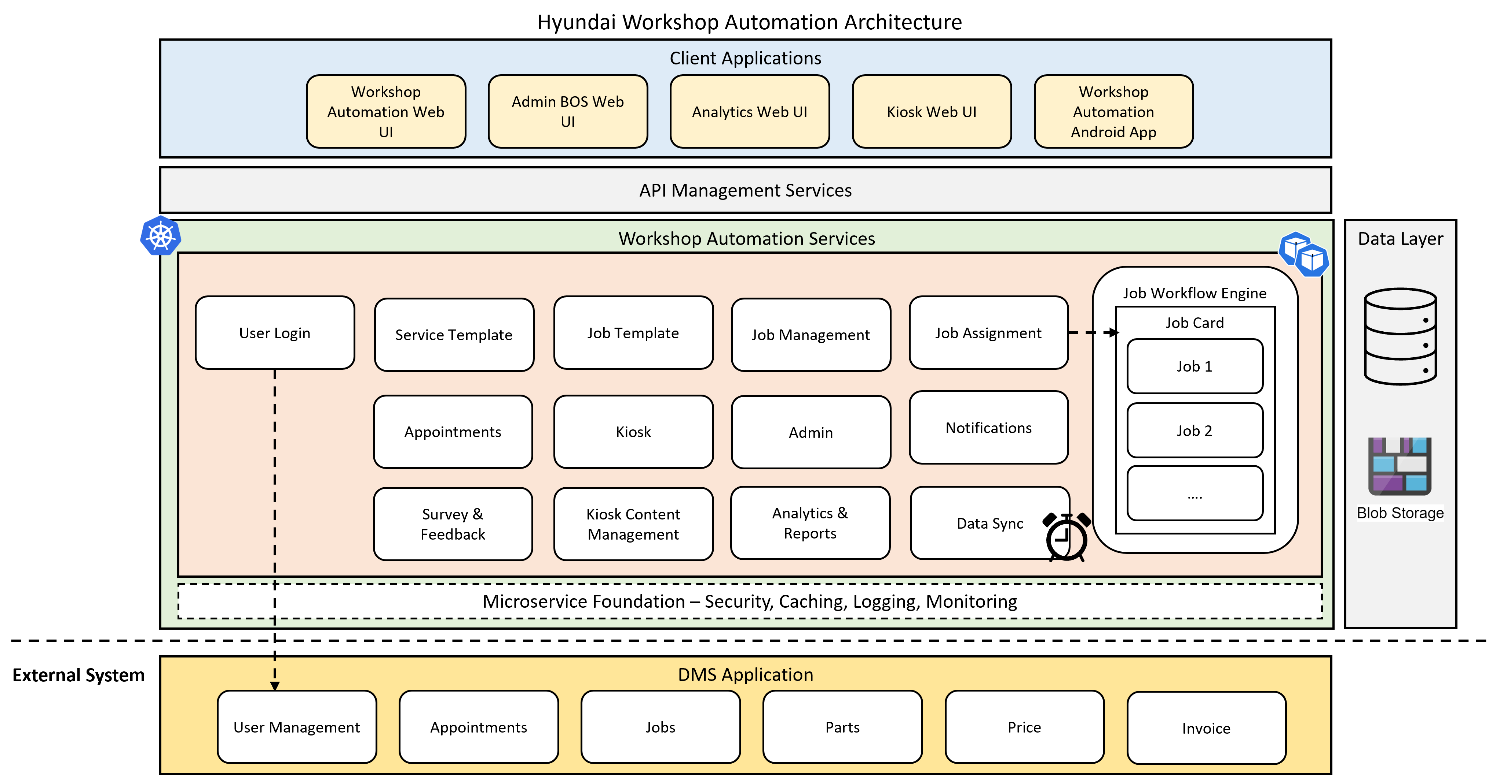 Hyundai Workshop Automation Architecture
Client Applications
Workshop
Automation Web
UI
Admin BOS Web
UI
Analytics Web UI
Kiosk Web UI
Workshop
Automation
Android App
API Management Services
Workshop Automation Services
Data Layer
User Login
Service Template
Job Template
Job Management
Job Assignment
Job Workflow Engine
Job Card
Job 1
Job 2
....
Appointments
Kiosk
Admin
Notifications
Survey &
Feedback
Kiosk Content
Management
Analytics &
Reports
Data Sync
Blob Storage
Microservice Foundation – Security, Caching, Logging, Monitoring
External System
DMS Application
User Management
Appointments
Jobs
Parts
Price
Invoice